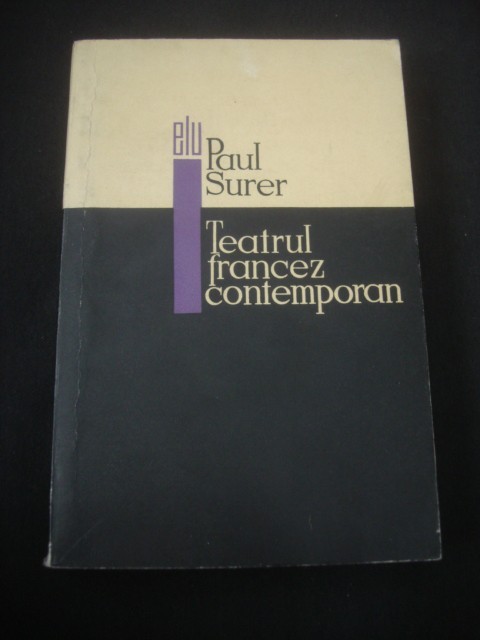 elu
Paul
Surer
Teatrul
francez
contemporan